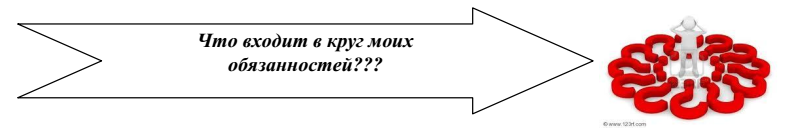 Что входит в круг моих
обязанностей???
© www.123rf.com